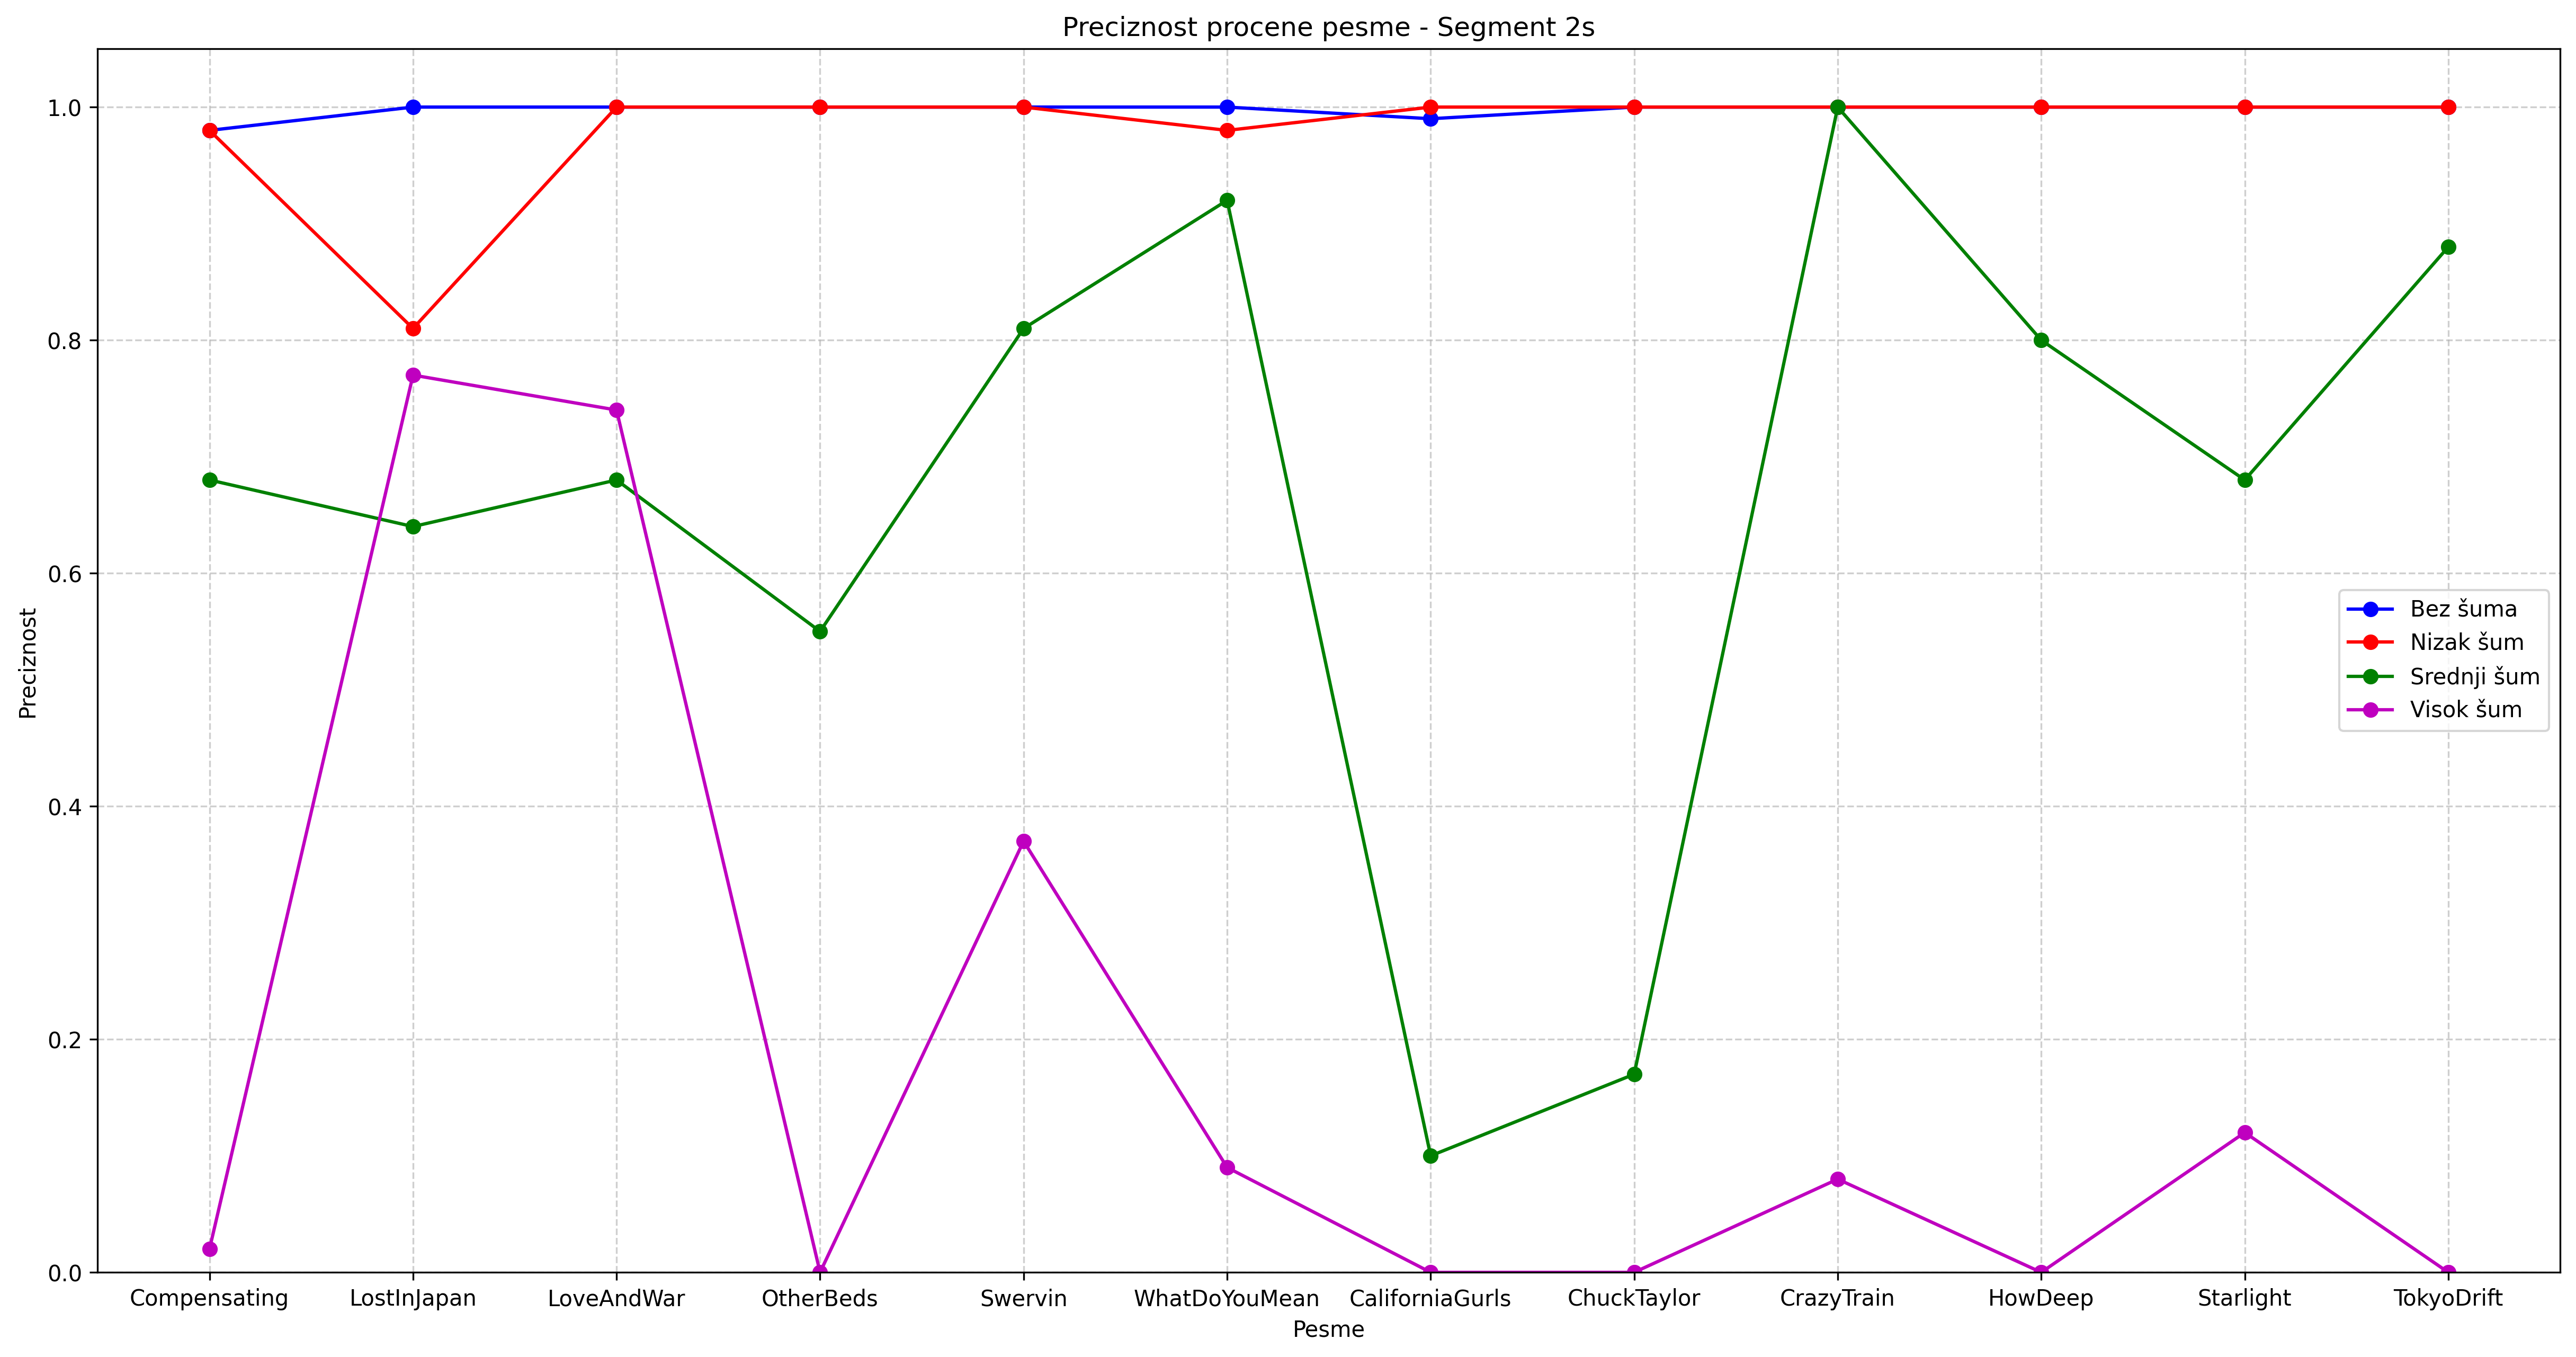 Preciznost procene pesme - Segment 2s
Preciznost
1.0
0.8
0.6
0.4
0.2
0.0
Bez šuma
Nizak šum
Srednji šum
Visok šum
Compensating LostInJapan LoveAndWar OtherBeds Swervin WhatDoYouMean CaliforniaGurls ChuckTaylor CrazyTrain HowDeep Starlight TokyoDrift
Pesme